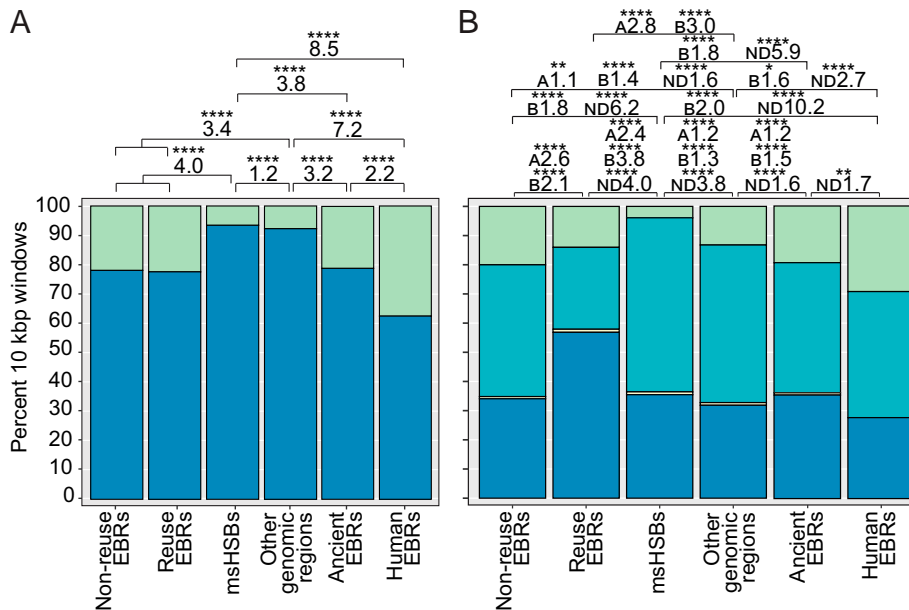 A
****
8.5
****
3.8
****
3.4
****
7.2
****
4.0
****
1.2
****
3.2
****
2.2
Percent 10 kbp windows
100
90
80
70
60
50
40
30
20
10
0
Non-reuse
EBRs
Reuse
EBRs
msHSBs
Other
genomic
regions
Ancient
EBRs
Human
EBRs
B
**** ****
A2.8 B3.0
**** ****
B1.8 ND5.9
** **** **** * ****
A1.1 B1.4 ND1.6 B1.6 ND2.7
**** **** **** ****
B1.8 ND6.2 B2.0 ND10.2
**** **** ****
A2.4 A1.2 A1.2
**** **** **** ****
A2.6 B3.8 B1.3 B1.5
**** **** **** **** **
B2.1 ND4.0 ND3.8 ND1.6 ND1.7
Non-reuse
EBRs
Reuse
EBRs
msHSBs
Other
genomic
regions
Ancient
EBRs
Human
EBRs